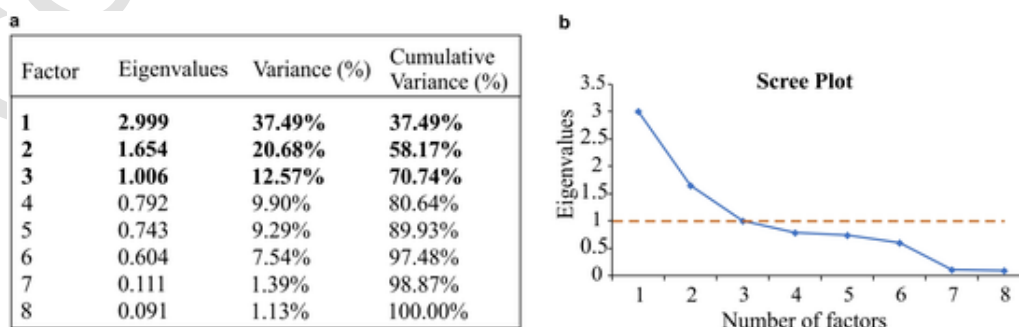 a
Factor Eigenvalues Variance (%) Cumulative Variance (%)
1 2.999 37.49% 37.49%
2 1.654 20.68% 58.17%
3 1.006 12.57% 70.74%
4 0.792 9.90% 80.64%
5 0.743 9.29% 89.93%
6 0.604 7.54% 97.48%
7 0.111 1.39% 98.87%
8 0.091 1.13% 100.00%
b
Scree Plot
Eigenvalues
3.5
3
2.5
2
1.5
1
0.5
0
1 2 3 4 5 6 7 8
Number of factors